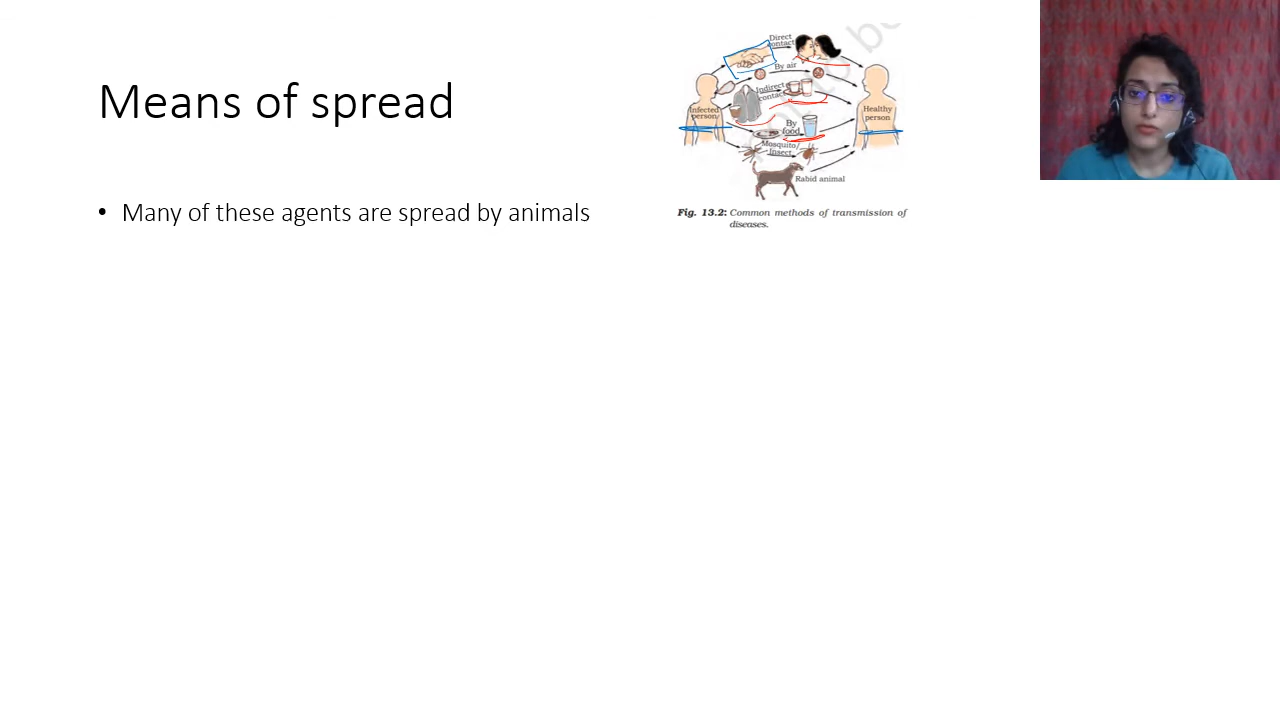 Means of spread
• Many of these agents are spread by animals
Direct
contact
By air
Indirect
contact
Infected
person
Healthy
person
By
food
Mosquito/
Insect
Rabid animal
Fig. 13.2: Common methods of transmission of
diseases.